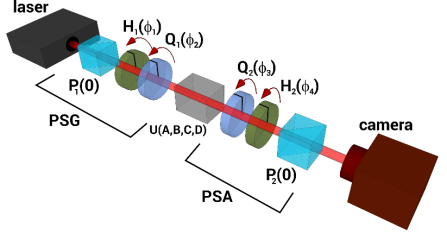 laser
H₁(ϕ₁)
Q₁(ϕ₂)
P₁(0)
Q₂(ϕ₃)
H₂(ϕ₄)
PSG
U(A,B,C,D)
camera
P₂(0)
PSA